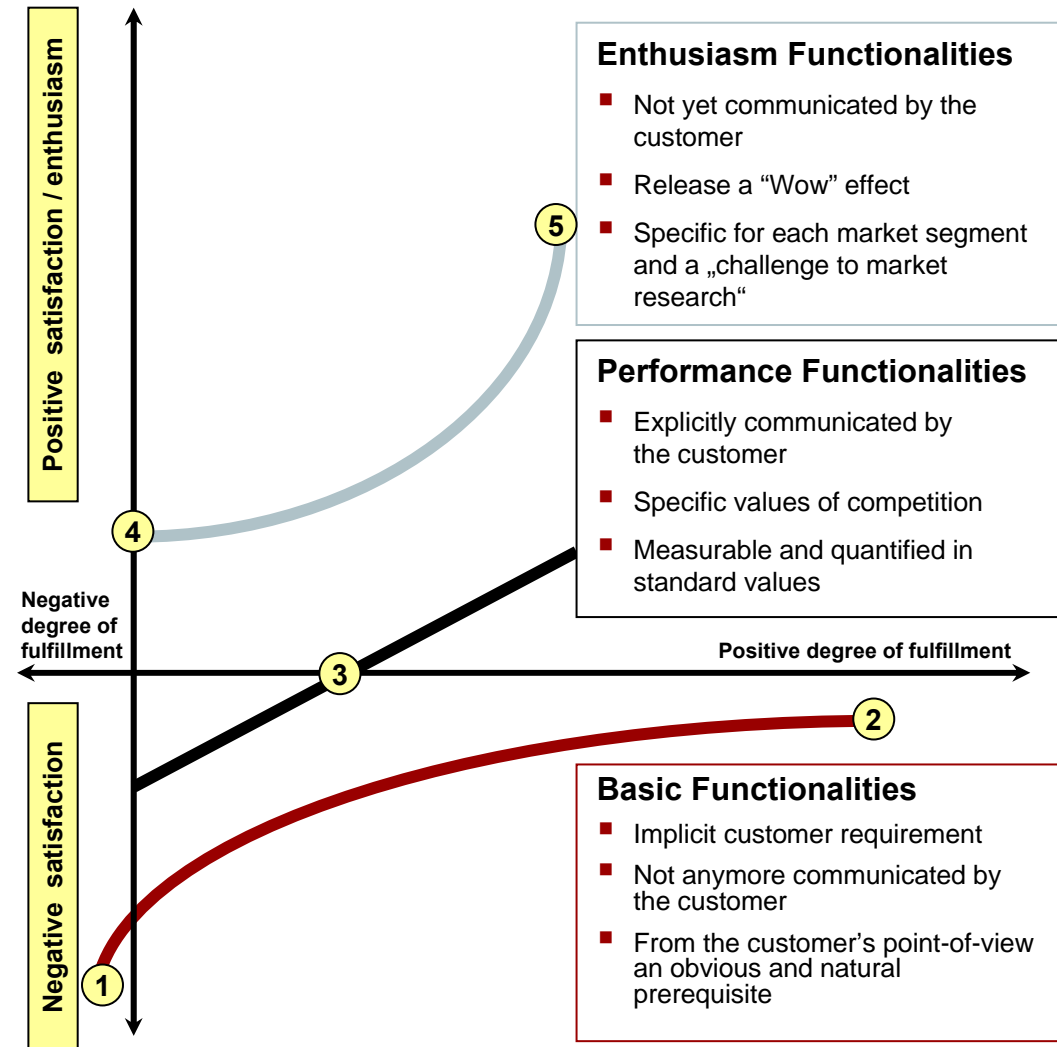 Positive satisfaction / enthusiasm
Enthusiasm Functionalities
Not yet communicated by the
customer
Release a “Wow” effect
Specific for each market segment
and a „challenge to market
research“
5
Performance Functionalities
Explicitly communicated by
the customer
Specific values of competition
Measurable and quantified in
standard values
4
Negative
degree of
fulfillment
Positive degree of fulfillment
3
2
Negative satisfaction
Basic Functionalities
Implicit customer requirement
Not anymore communicated by
the customer
From the customer’s point-of-view
an obvious and natural
prerequisite
1